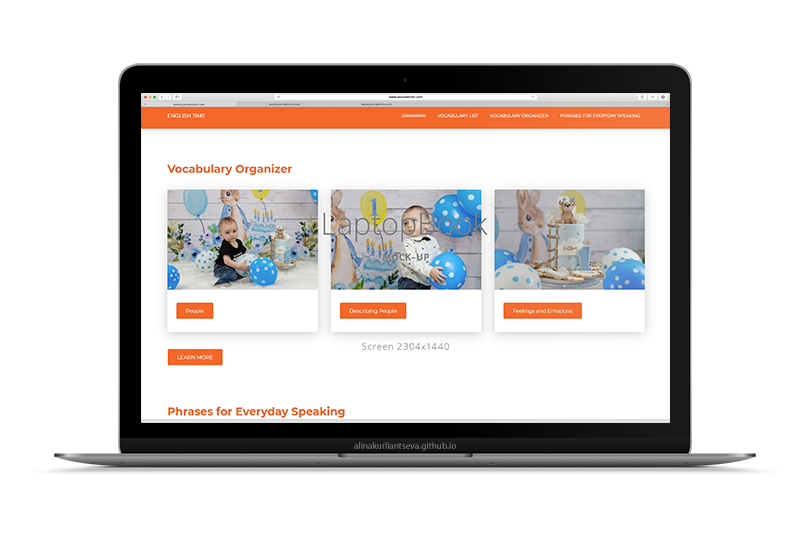 www.yourwebsite.com
www.yourwebsite.com
www.yourwebsite.com
www.yourwebsite.com
ENGLISH TIME
GRAMMAR
VOCABULARY LIST
VOCABULARY ORGANIZER
PHRASES FOR EVERYDAY SPEAKING
Vocabulary Organizer
1
LaptopBook
MOCK-UP
People
Describing People
Feelings and Emotions
Screen 2304x1440
LEARN MORE
Phrases for Everyday Speaking
alinakurliantseva.github.io